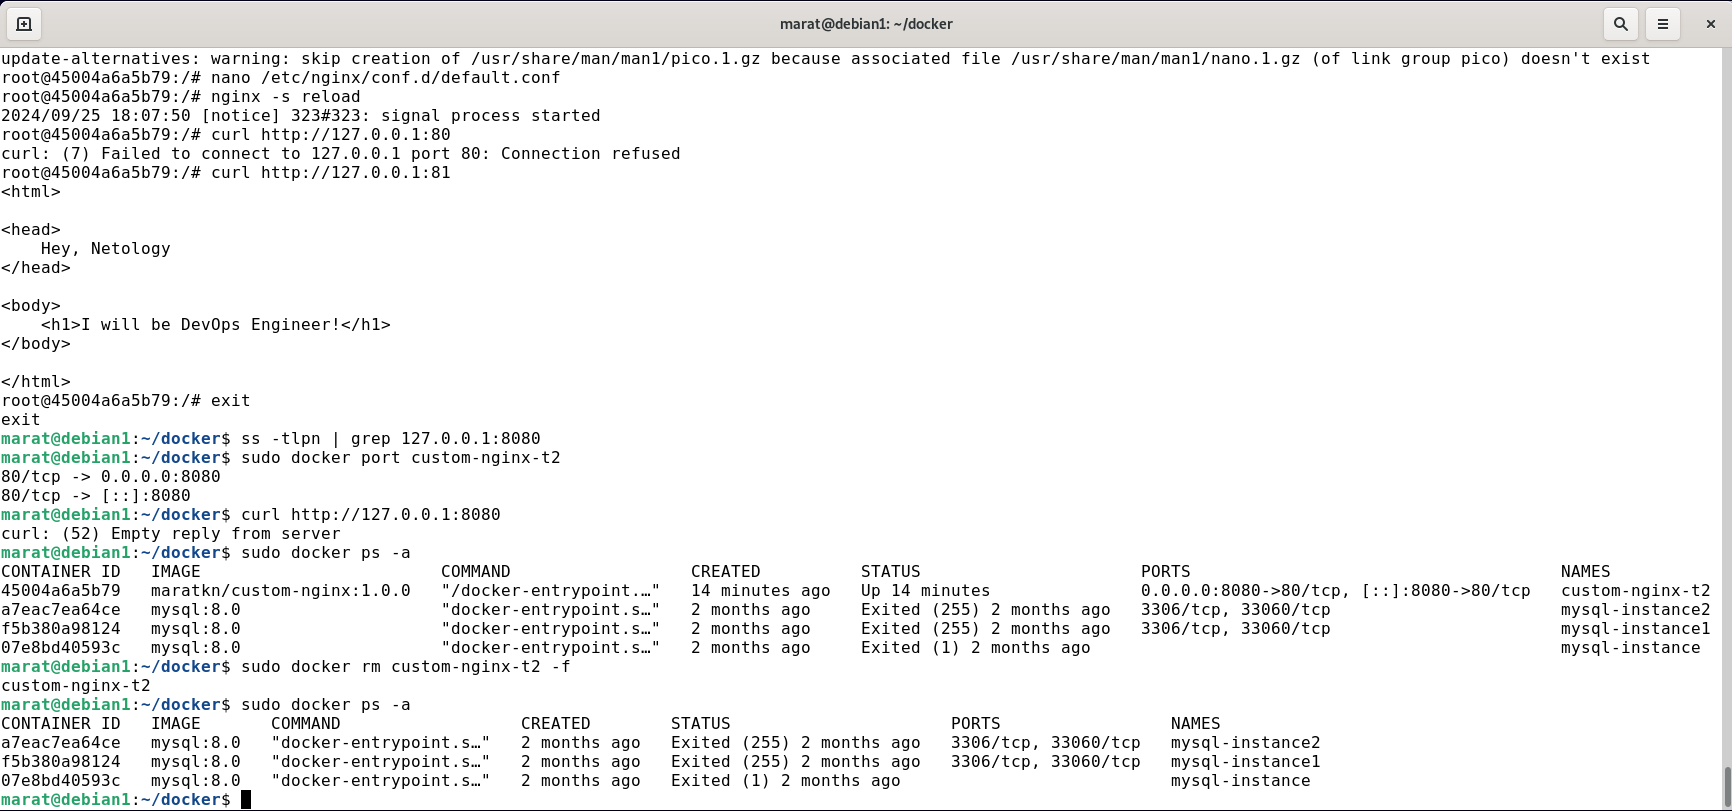 marat@debian1: ~/docker
update-alternatives: warning: skip creation of /usr/share/man/man1/pico.1.gz because associated file /usr/share/man/man1/nano.1.gz (of link group pico) doesn't exist
root@45004a6a5b79:/# nano /etc/nginx/conf.d/default.conf
root@45004a6a5b79:/# nginx -s reload
2024/09/25 18:07:50 [notice] 323#323: signal process started
root@45004a6a5b79:/# curl http://127.0.0.1:80
curl: (7) Failed to connect to 127.0.0.1 port 80: Connection refused
root@45004a6a5b79:/# curl http://127.0.0.1:81
<html>

<head>
    Hey, Netology
</head>

<body>
    <h1>I will be DevOps Engineer!</h1>
</body>

</html>
root@45004a6a5b79:/# exit
exit
marat@debian1:~/docker$ ss -tlpn | grep 127.0.0.1:8080
marat@debian1:~/docker$ sudo docker port custom-nginx-t2
80/tcp -> 0.0.0.0:8080
80/tcp -> [::]:8080
marat@debian1:~/docker$ curl http://127.0.0.1:8080
curl: (52) Empty reply from server
marat@debian1:~/docker$ sudo docker ps -a
CONTAINER ID   IMAGE                        COMMAND                  CREATED          STATUS                      PORTS                                     NAMES
45004a6a5b79   maratkn/custom-nginx:1.0.0   "/docker-entrypoint.…"   14 minutes ago   Up 14 minutes               0.0.0.0:8080->80/tcp, [::]:8080->80/tcp   custom-nginx-t2
a7eac7ea64ce   mysql:8.0                    "docker-entrypoint.s…"   2 months ago     Exited (255) 2 months ago   3306/tcp, 33060/tcp                       mysql-instance2
f5b380a98124   mysql:8.0                    "docker-entrypoint.s…"   2 months ago     Exited (255) 2 months ago   3306/tcp, 33060/tcp                       mysql-instance1
07e8bd40593c   mysql:8.0                    "docker-entrypoint.s…"   2 months ago     Exited (1) 2 months ago                                               mysql-instance
marat@debian1:~/docker$ sudo docker rm custom-nginx-t2 -f
custom-nginx-t2
marat@debian1:~/docker$ sudo docker ps -a
CONTAINER ID   IMAGE       COMMAND                  CREATED        STATUS                      PORTS                 NAMES
a7eac7ea64ce   mysql:8.0   "docker-entrypoint.s…"   2 months ago   Exited (255) 2 months ago   3306/tcp, 33060/tcp   mysql-instance2
f5b380a98124   mysql:8.0   "docker-entrypoint.s…"   2 months ago   Exited (255) 2 months ago   3306/tcp, 33060/tcp   mysql-instance1
07e8bd40593c   mysql:8.0   "docker-entrypoint.s…"   2 months ago   Exited (1) 2 months ago                           mysql-instance
marat@debian1:~/docker$